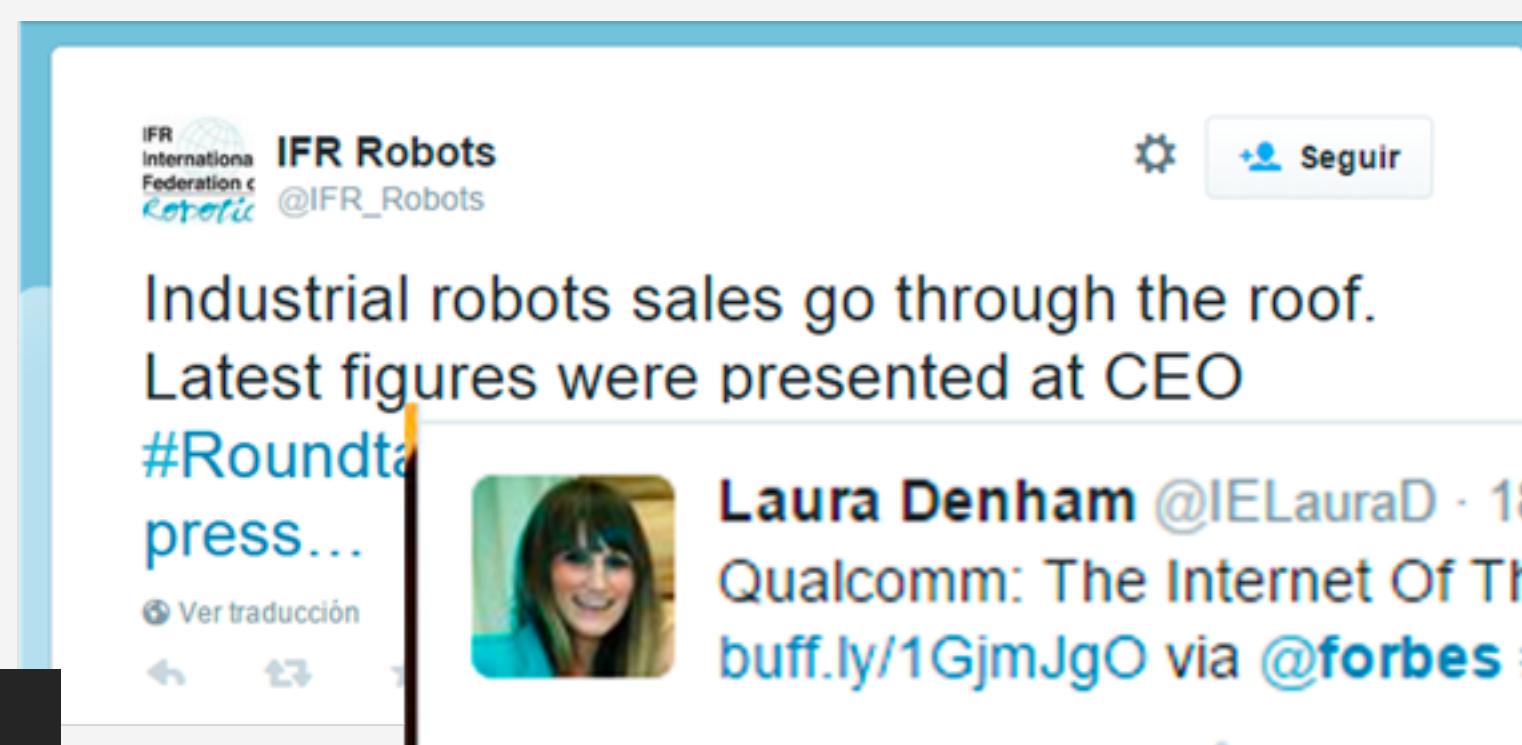 IFR
Internationa
Federation
Robotic
IFR Robots
@IFR_Robots
Seguir
Industrial robots sales go through the roof.
Latest figures were presented at CEO
#Roundta
press...
Ver traducción
Laura Denham @IELauraD · 18
Qualcomm: The Internet Of Th
buff.ly/1GjmJgO via @forbes